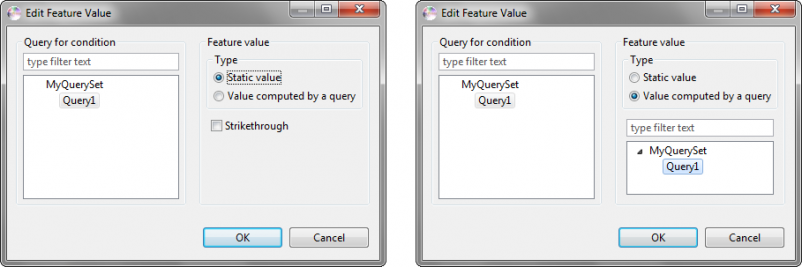 Edit Feature Value
Query for condition
type filter text
MyQuerySet
Query1
Feature value
Type
Static value
Value computed by a query
Strikethrough
OK
Cancel
Edit Feature Value
Query for condition
type filter text
MyQuerySet
Query1
Feature value
Type
Static value
Value computed by a query
type filter text
MyQuerySet
Query1
OK
Cancel